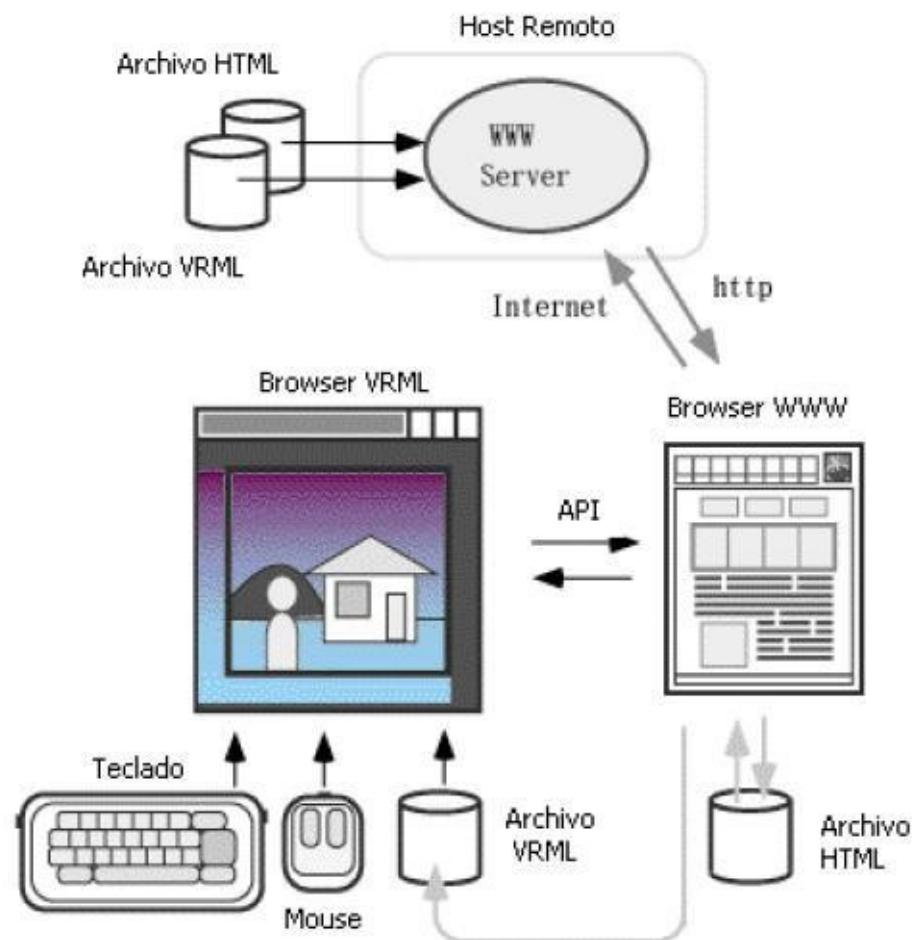 Host Remoto
Archivo HTML
WWW
Server
Archivo VRML
Internet
http
Browser VRML
Browser WWW
API
Teclado
Archivo
VRML
Archivo
HTML
Mouse